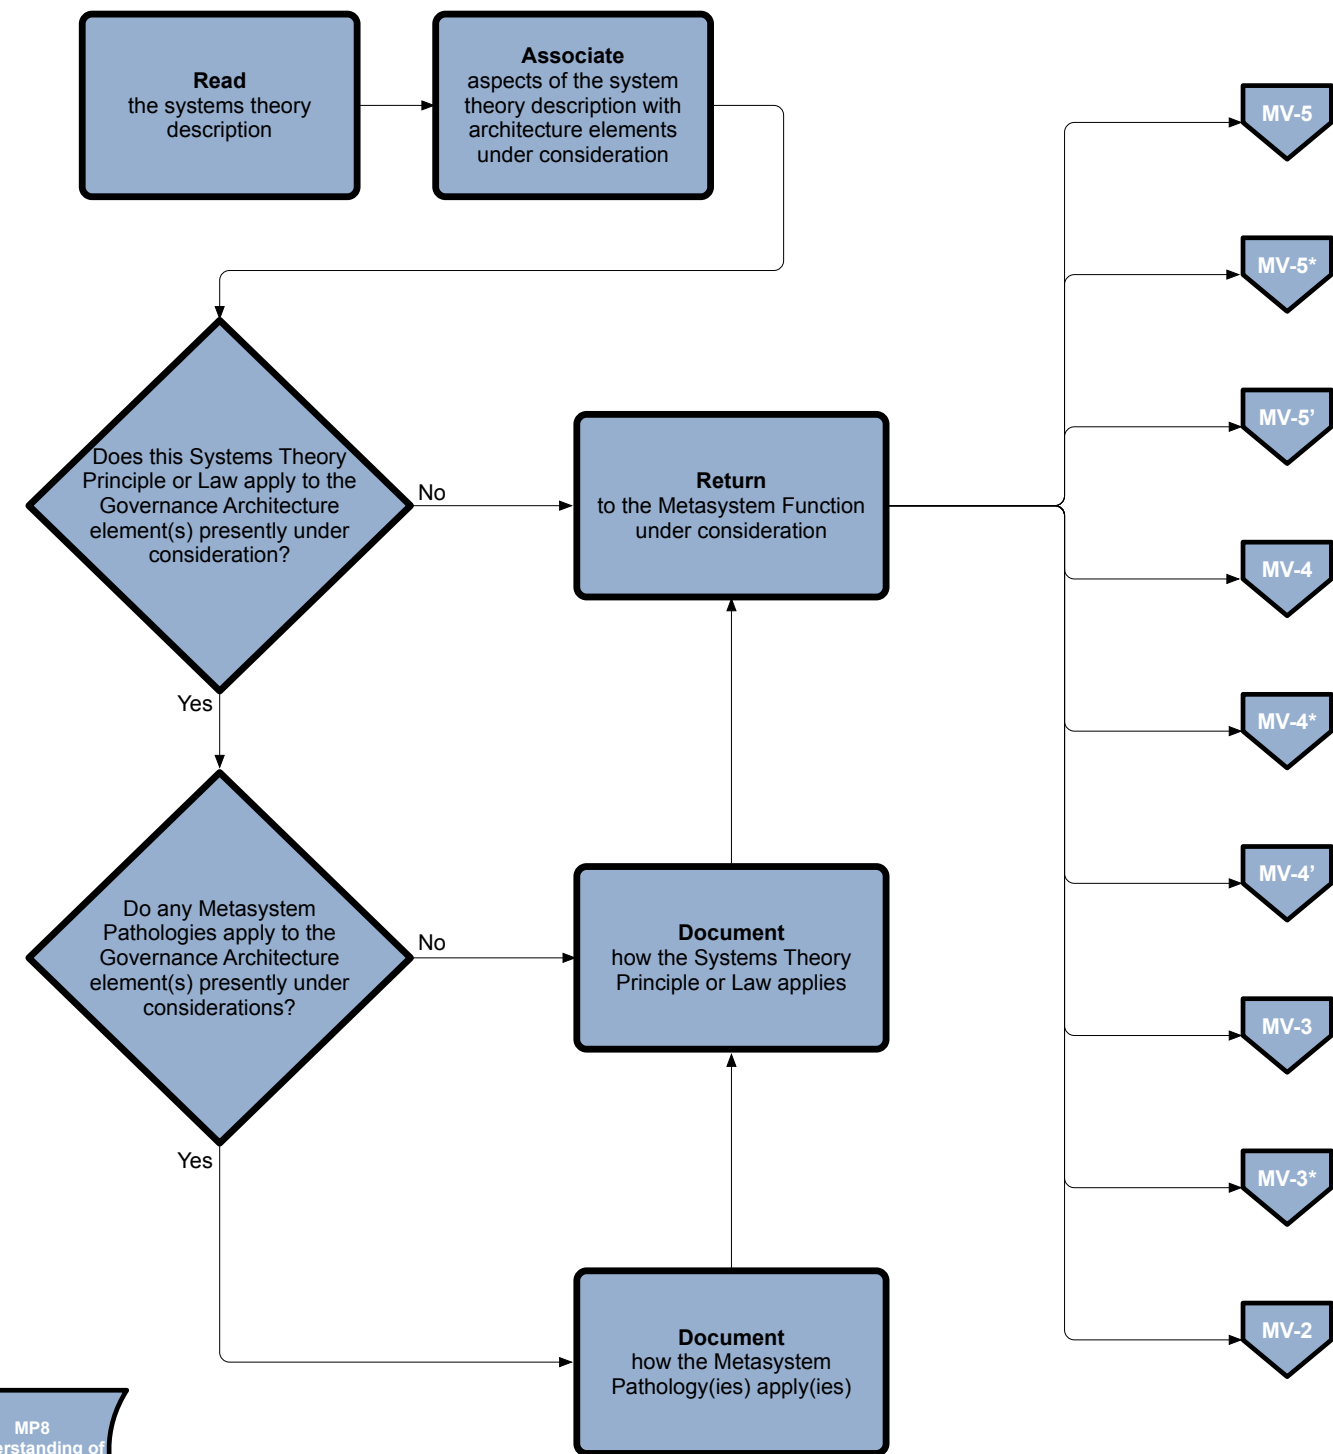 Read
the systems theory
description
Associate
aspects of the system
theory description with
architecture elements
under consideration
MV-5
MV-5*
MV-5’
MV-4
MV-4*
MV-4’
MV-3
MV-3*
MV-2
Does this Systems Theory
Principle or Law apply to the
Governance Architecture
element(s) presently under
consideration?
No
Yes
Return
to the Metasystem Function
under consideration
Do any Metasystem
Pathologies apply to the
Governance Architecture
element(s) presently under
considerations?
No
Yes
Document
how the Systems Theory
Principle or Law applies
Document
how the Metasystem
Pathology(ies) apply(ies)
MP8
of